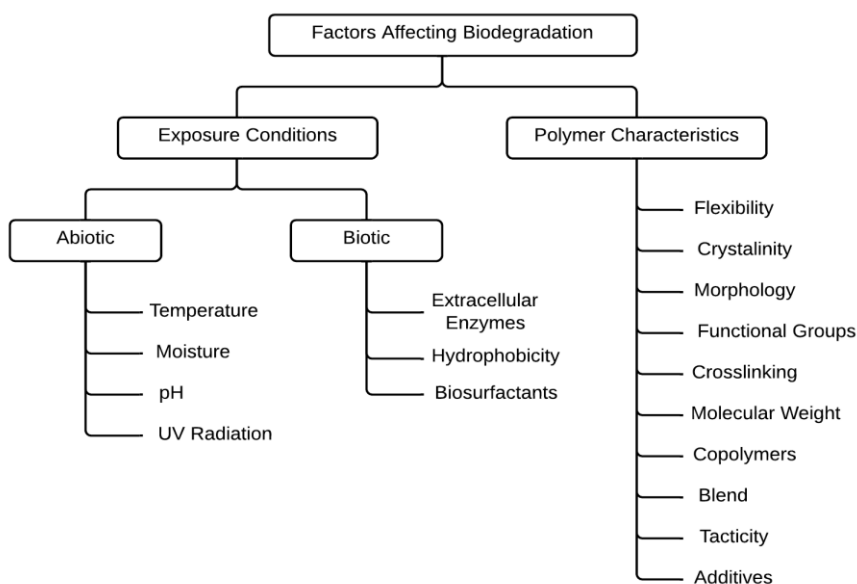 Factors Affecting Biodegradation
Exposure Conditions
Polymer Characteristics
Abiotic
Biotic
Temperature
Moisture
pH
UV Radiation
Extracellular
Enzymes
Hydrophobicity
Biosurfactants
Flexibility
Crystalinity
Morphology
Functional Groups
Crosslinking
Molecular Weight
Copolymers
Blend
Tacticity
Additives